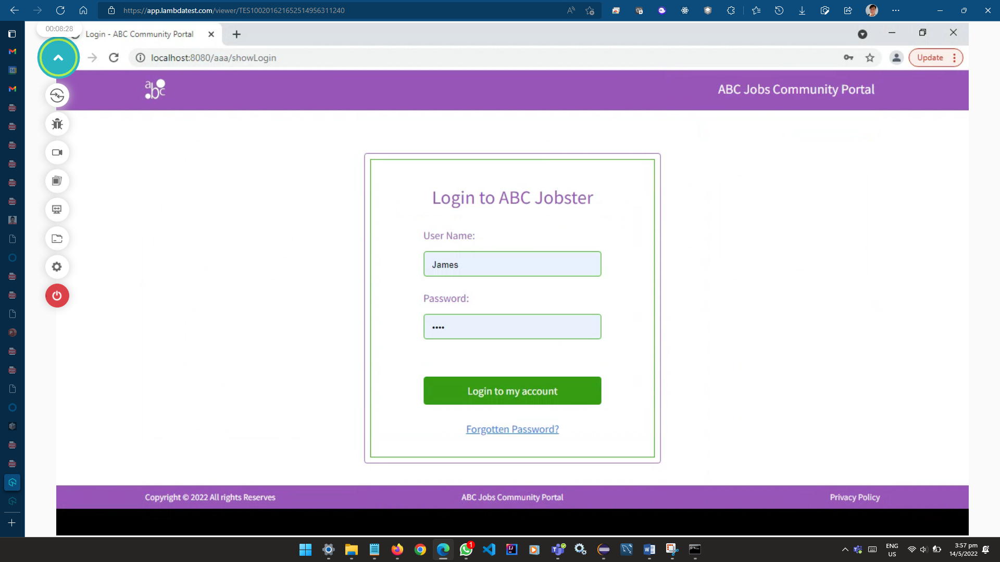 https://app.lambdatest.com/viewer/TES100201621652514956311240
00:08:28
Login - ABC Community Portal
localhost:8080/aaa/showLogin
Update
abc
ABC Jobs Community Portal
Login to ABC Jobster
User Name:
James
Password:
••••
Login to my account
Forgotten Password?
Copyright © 2022 All rights Reserves
ABC Jobs Community Portal
Privacy Policy
1
ENG
US
3:57 pm
14/5/2022